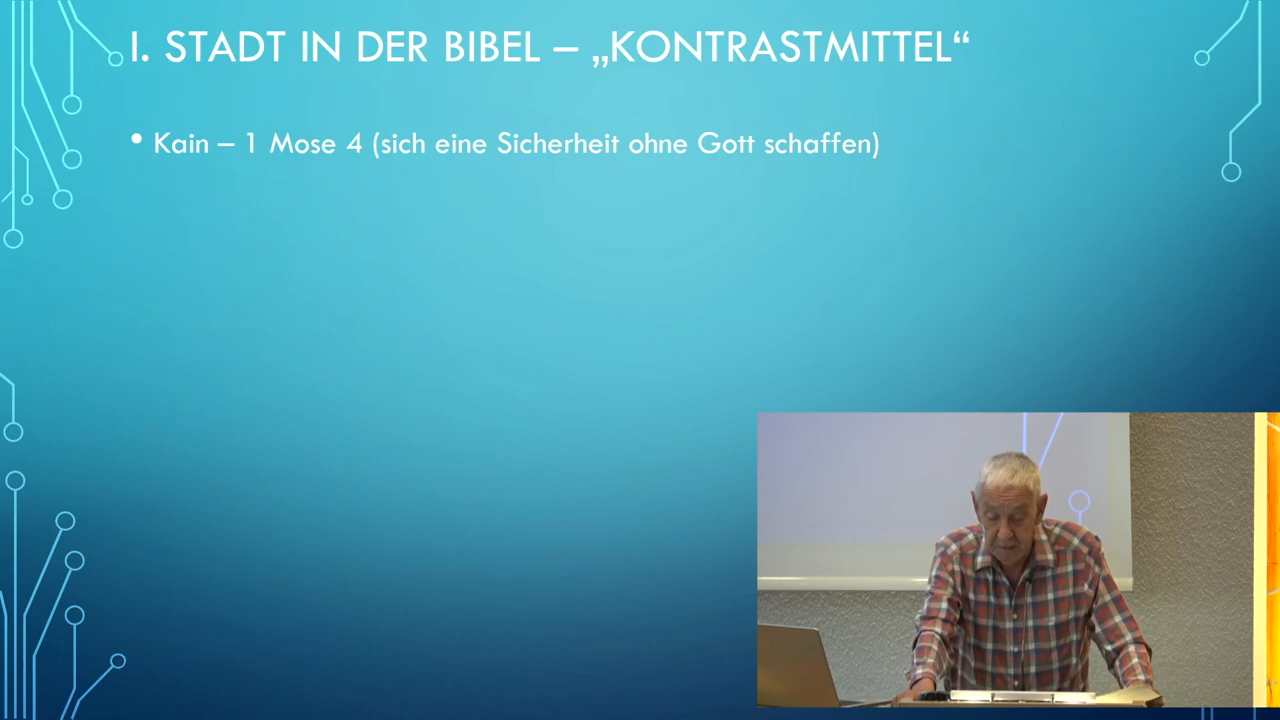 I. STADT IN DER BIBEL – „KONTRASTMITTEL“
• Kain – 1 Mose 4 (sich eine Sicherheit ohne Gott schaffen)